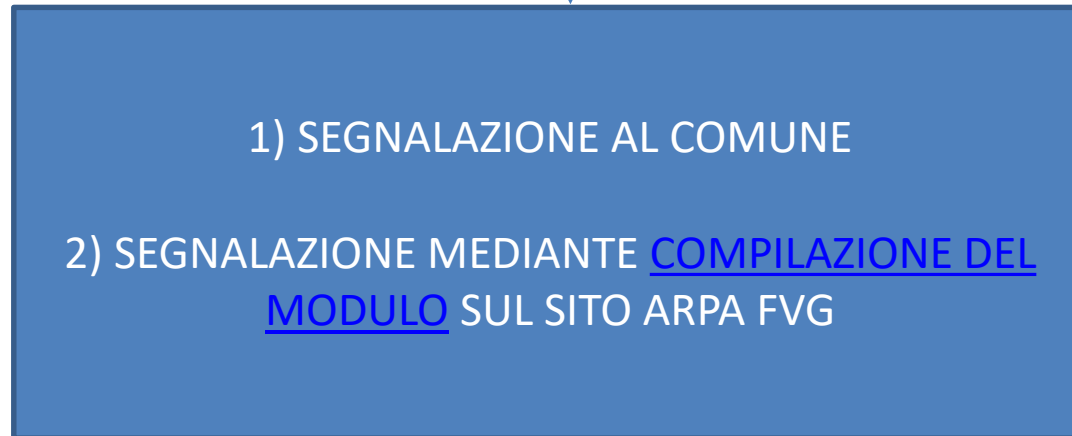 1) SEGNALAZIONE AL COMUNE
2) SEGNALAZIONE MEDIANTE COMPILAZIONE DEL
MODULO SUL SITO ARPA FVG